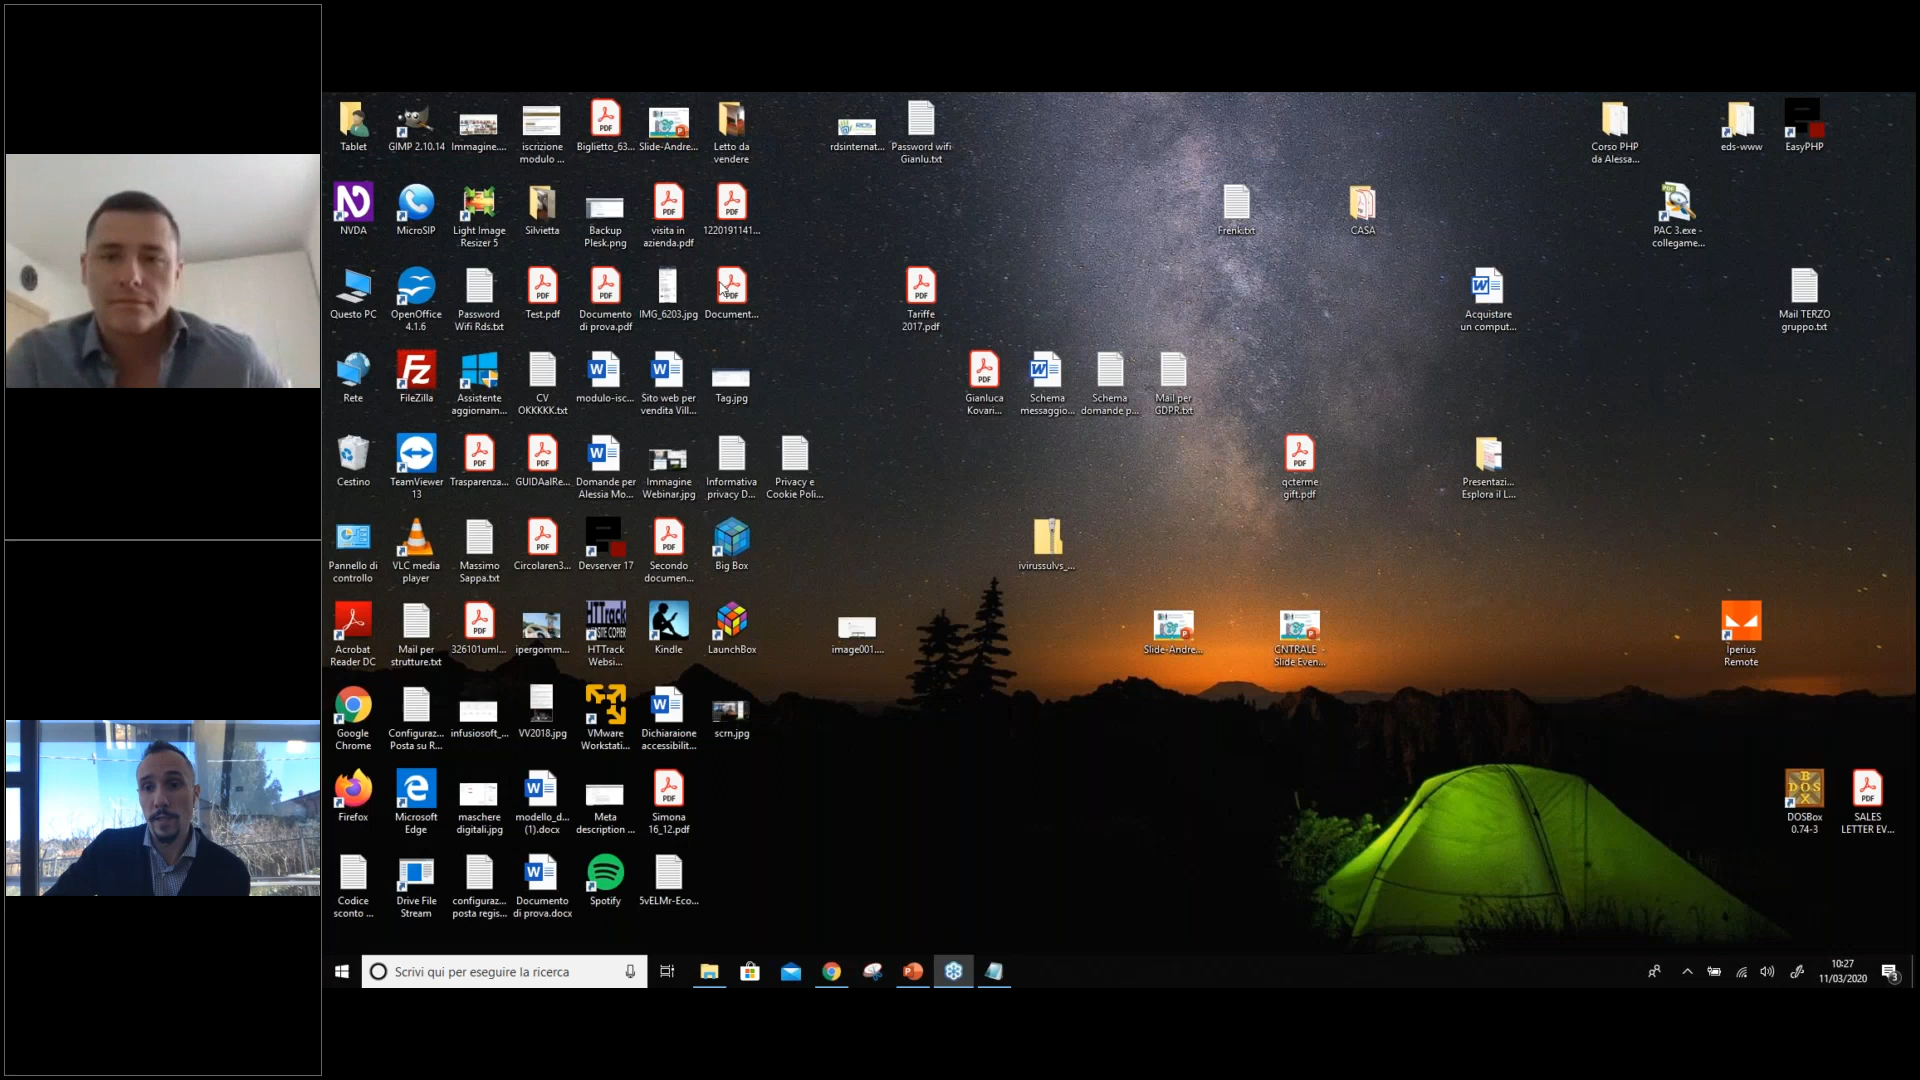 Tablet
GIMP 2.10.14
Immagine....
iscrizione
modulo ...
Biglietto_63...
Slide-Andre...
Letto da
vendere
rdsinternat...
Password wifi
Gianlu.txt
Corso PHP
da Alessa...
eds-www
EasyPHP
NVDA
MicroSIP
Light Image
Resizer 5
Silvietta
Backup
Plesk.png
visita in
azienda.pdf
1220191141...
Frenk.txt
CASA
PAC 3.exe -
collegame...
Questo PC
OpenOffice
4.1.6
Password
Wifi Rds.txt
Test.pdf
Documento
di prova.pdf
IMG_6203.jpg
Document...
Tariffe
2017.pdf
Acquistare
un comput...
Mail TERZO
gruppo.txt
Rete
FileZilla
Assistente
aggiornam...
CV
OKKKKK.txt
modulo-isc...
Sito web per
vendita Vill...
Tag.jpg
Gianluca
Kovari...
Schema
messaggio...
Schema
domande p...
Mail per
GDPR.txt
Cestino
TeamViewer
13
Trasparenza...
GUIDAalRe...
Domande per
Alessia Mo...
Immagine
Webinar.jpg
Informativa
privacy D...
Privacy e
Cookie Poli...
qcterme
gift.pdf
Presentazi...
Esplora il L...
Pannello di
controllo
VLC media
player
Massimo
Sappa.txt
Circolaren3...
Devserver 17
Secondo
documen...
Big Box
ivirussulvs_...
Acrobat
Reader DC
Mail per
strutture.txt
326101uml...
ipergomm...
HTTrack
Websi...
Kindle
LaunchBox
image001....
Slide-Andre...
CNTRALE -
Slide Even...
Iperius
Remote
Google
Chrome
Configuraz...
Posta su R...
infusiosoft_...
VV2018.jpg
VMware
Workstati...
Dichiaraione
accessibilit...
scrn.jpg
Firefox
Microsoft
Edge
maschere
digitali.jpg
modello_d...
(1).docx
Meta
description ...
Simona
16_12.pdf
DOSBox
0.74-3
SALES
LETTER EV...
Codice
sconto ...
Drive File
Stream
configuraz...
posta regis...
Documento
di prova.docx
Spotify
5vELMr-Eco...
Scrivi qui per eseguire la ricerca
10:27
11/03/2020
3